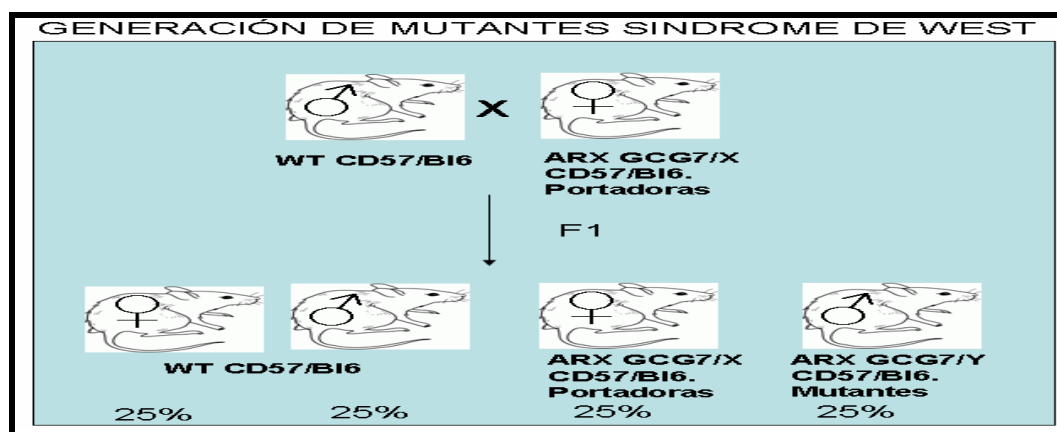 GENERACIÓN DE MUTANTES SINDROME DE WEST
♂ X ♀
WT CD57/Bl6
ARX GCG7/X
CD57/Bl6.
Portadoras
F1
♀ ♂ ♀ ♂
WT CD57/Bl6
ARX GCG7/X
CD57/Bl6.
Portadoras
ARX GCG7/Y
CD57/Bl6.
Mutantes
25% 25% 25% 25%